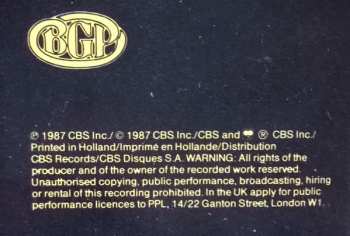 CBGP
℗ 1987 CBS Inc./ © 1987 CBS Inc./CBS and ® CBS Inc./
Printed in Holland/Imprimé en Hollande/Distribution
CBS Records/CBS Disques S.A. WARNING: All rights of the
producer and of the owner of the recorded work reserved.
Unauthorised copying, public performance, broadcasting, hiring
or rental of this recording prohibited. In the UK apply for public
performance licences to PPL, 14/22 Ganton Street, London W1.